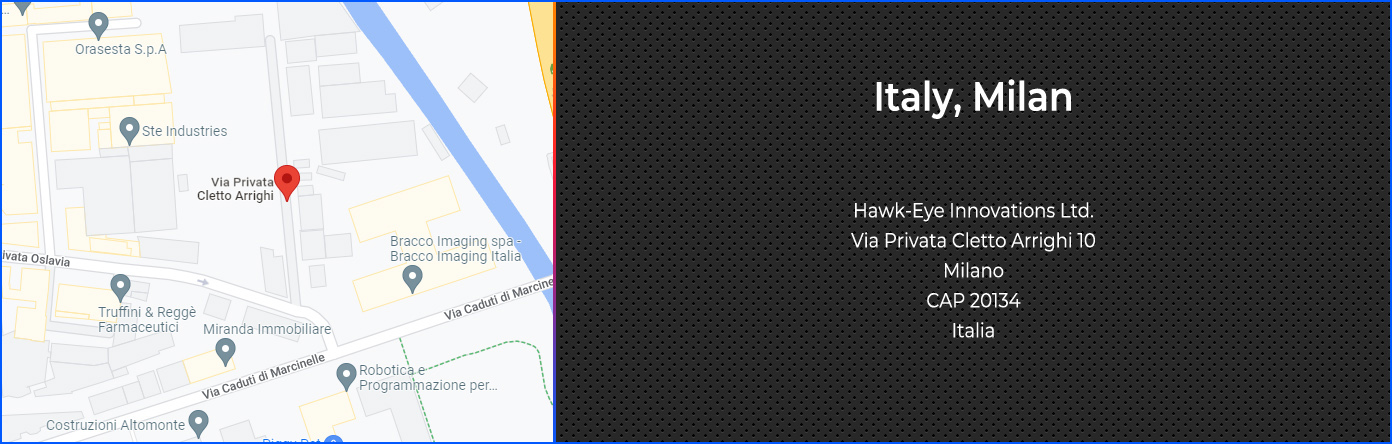 Orasesta S.p.A
Ste Industries
Via Privata
Cletto Arrighi
Bracco Imaging spa -
Bracco Imaging Italia
ivata Oslavia
Via Caduti di Marcine
Truffini & Reggè
Farmaceutici
Miranda Immobiliare
Via Caduti di Marcinelle
Robotica e
Programmazione per...
Costruzioni Altomonte
Italy, Milan
Hawk-Eye Innovations Ltd.
Via Privata Cletto Arrighi 10
Milano
CAP 20134
Italia